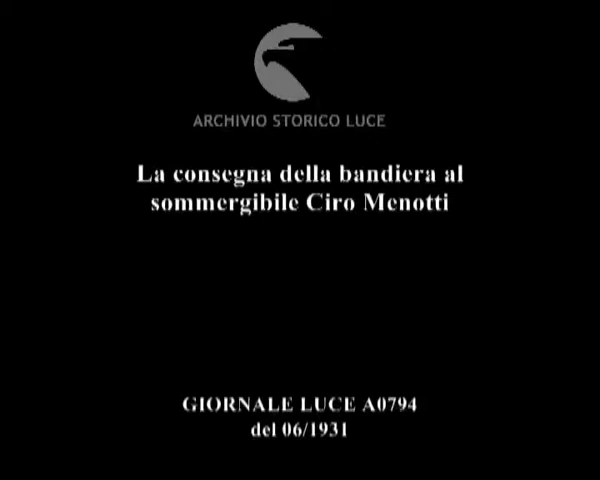 ARCHIVIO STORICO LUCE
La consegna della bandiera al
sommergibile Ciro Menotti
GIORNALE LUCE A0794
del 06/1931